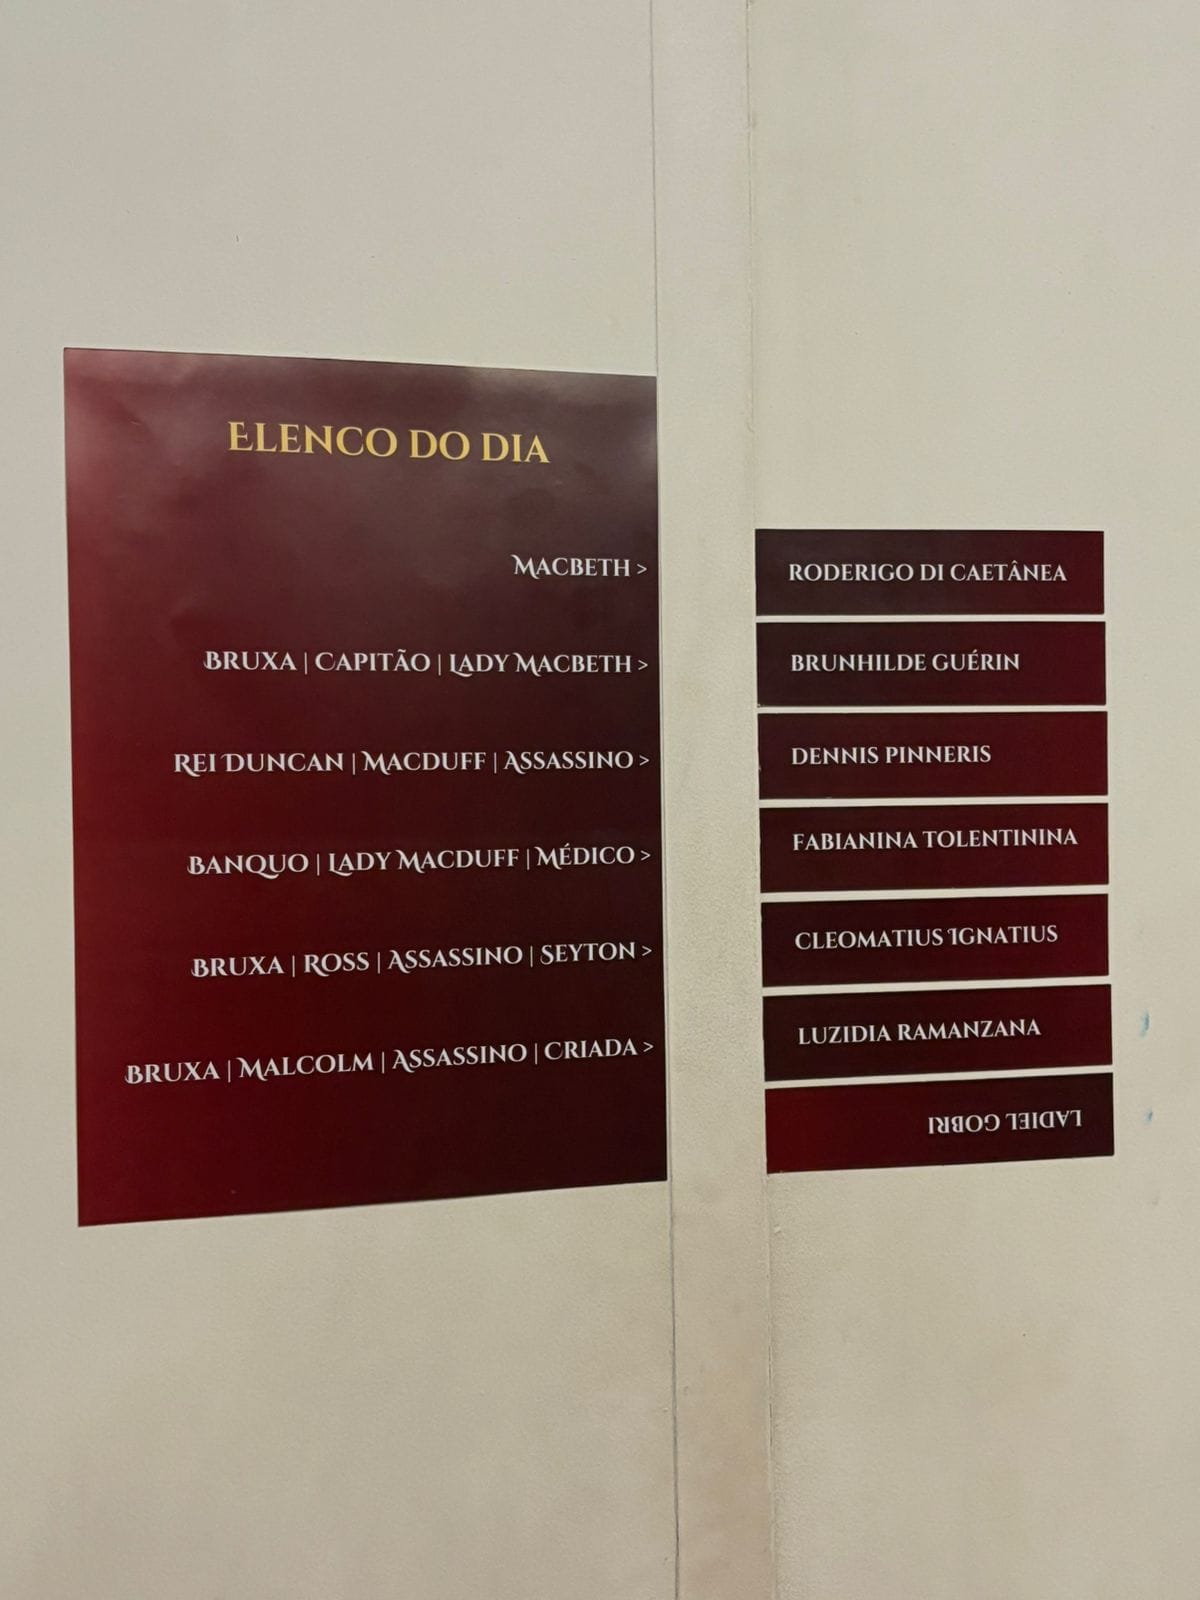 Elenco do dia
Macbeth > Roderigo di Caetânea
Bruxa | Capitão | Lady Macbeth > Brunhilde Guérin
Rei Duncan | Macduff | Assassino > Dennis Pinneris
Banquo | Lady Macduff | Médico > Fabianina Tolentinina
Bruxa | Ross | Assassino | Seyton > Cleomatius Ignatius
Bruxa | Malcolm | Assassino | Criada > Luzidia Ramanzana
Ladiel Gobri